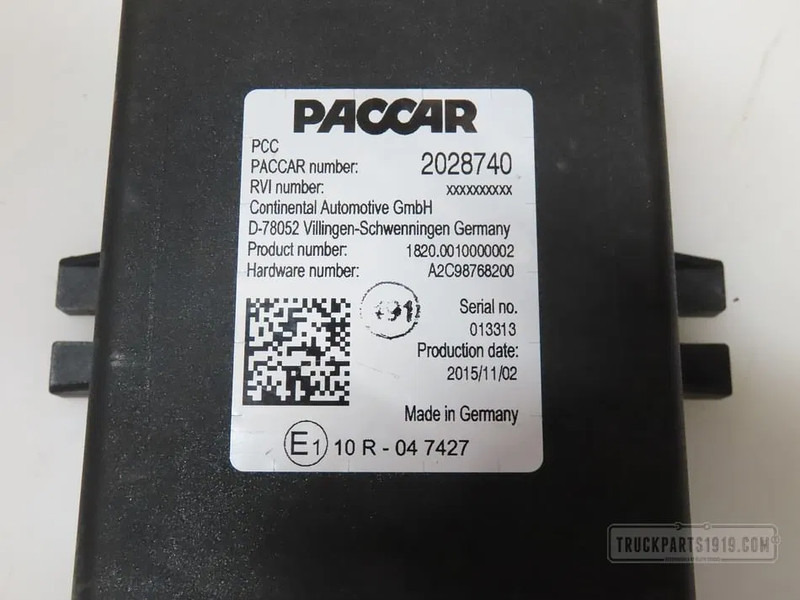 PACCAR
PCC
PACCAR number: 2028740
RVI number: xxxxxxxxxx
Continental Automotive GmbH
D-78052 Villingen-Schwenningen Germany
Product number: 1820.0010000002
Hardware number: A2C98768200
191
Serial no.
013313
Production date:
2015/11/02
Made in Germany
E1 10 R - 04 7427
TRUCKPARTS1919.COM